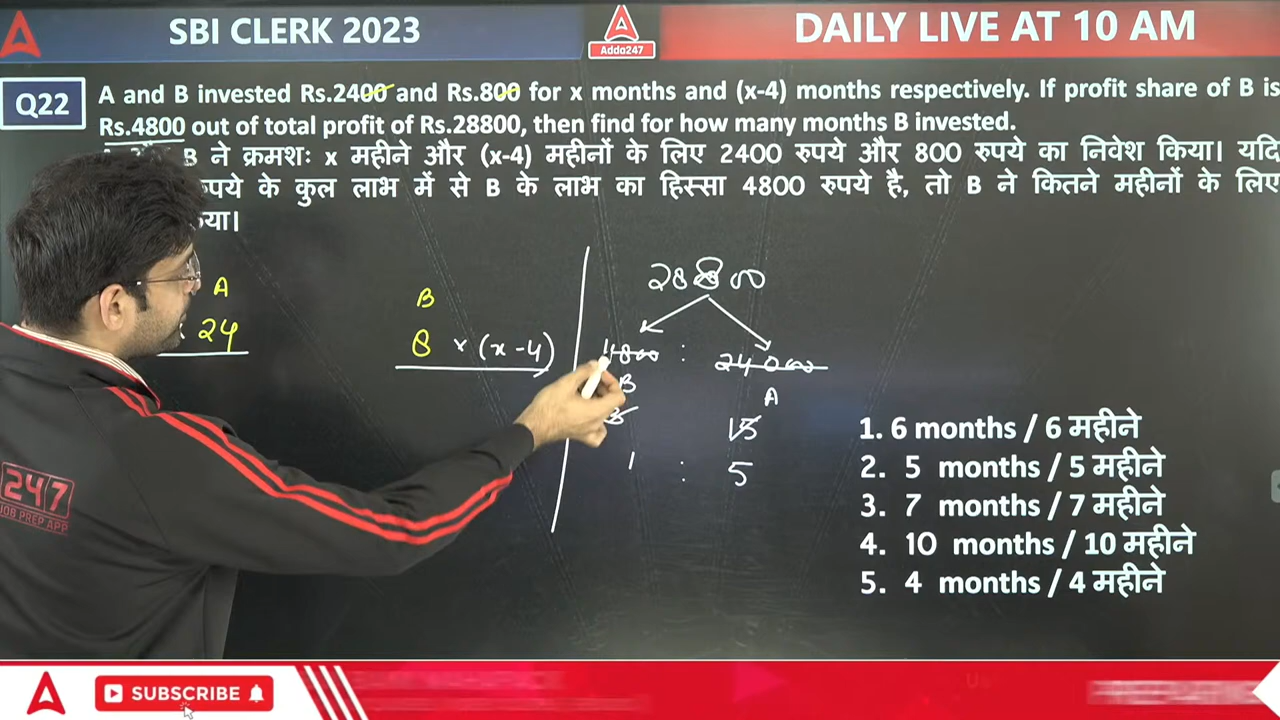 SBI CLERK 2023
Adda247
DAILY LIVE AT 10 AM
Q22
A and B invested Rs.2400 and Rs.800 for x months and (x-4) months respectively. If profit share of B is
Rs.4800 out of total profit of Rs.28800, then find for how many months B invested.
B ने क्रमशः x महीने और (x-4) महीनों के लिए 2400 रुपये और 800 रुपये का निवेश किया। यदि
के कुल लाभ में से B के लाभ का हिस्सा 4800 रुपये है, तो B ने कितने महीनों के लिए
A
24
B
8 × (x-4)
28800
4800 : 24000
B
A
15
1 : 5
1. 6 months / 6 महीने
2. 5 months / 5 महीने
3. 7 months / 7 महीने
4. 10 months / 10 महीने
5. 4 months / 4 महीने
247
JOB PREP APP
SUBSCRIBE